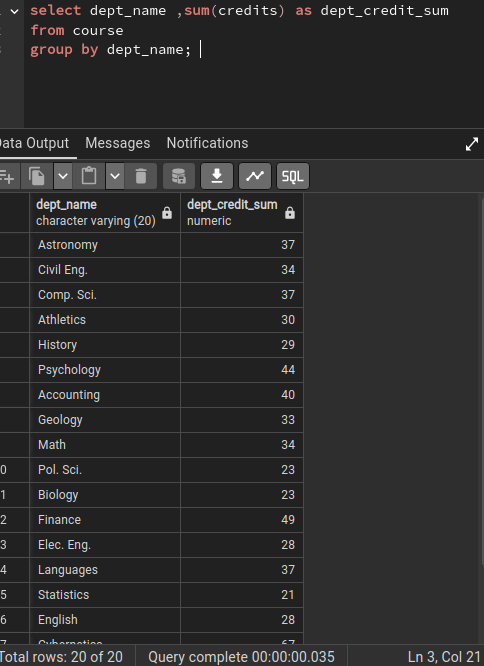 select dept_name ,sum(credits) as dept_credit_sum
from course
group by dept_name;
Data Output Messages Notifications
SQL
dept_name dept_credit_sum
character varying (20) numeric
Astronomy 37
Civil Eng. 34
Comp. Sci. 37
Athletics 30
History 29
Psychology 44
Accounting 40
Geology 33
Math 34
0 Pol. Sci. 23
1 Biology 23
2 Finance 49
3 Elec. Eng. 28
4 Languages 37
5 Statistics 21
6 English 28
7 Cybernetics 67
Total rows: 20 of 20 Query complete 00:00:00.035 Ln 3, Col 21